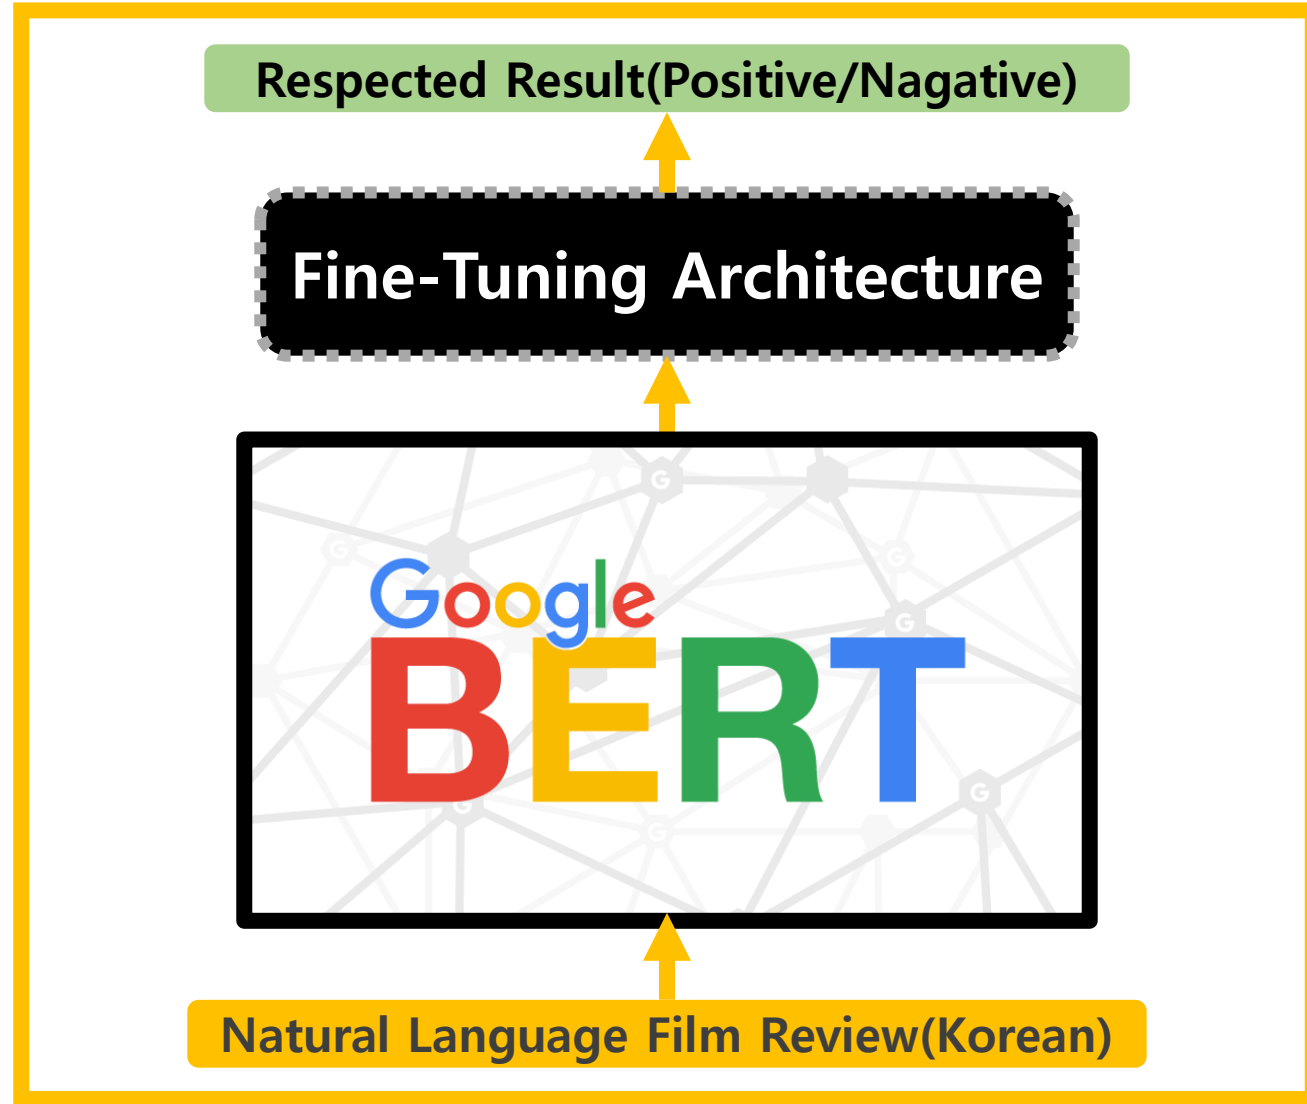 Respected Result(Positive/Nagative)
Fine-Tuning Architecture
G
G
G
Google
G
BERT
G
G
G
Natural Language Film Review(Korean)